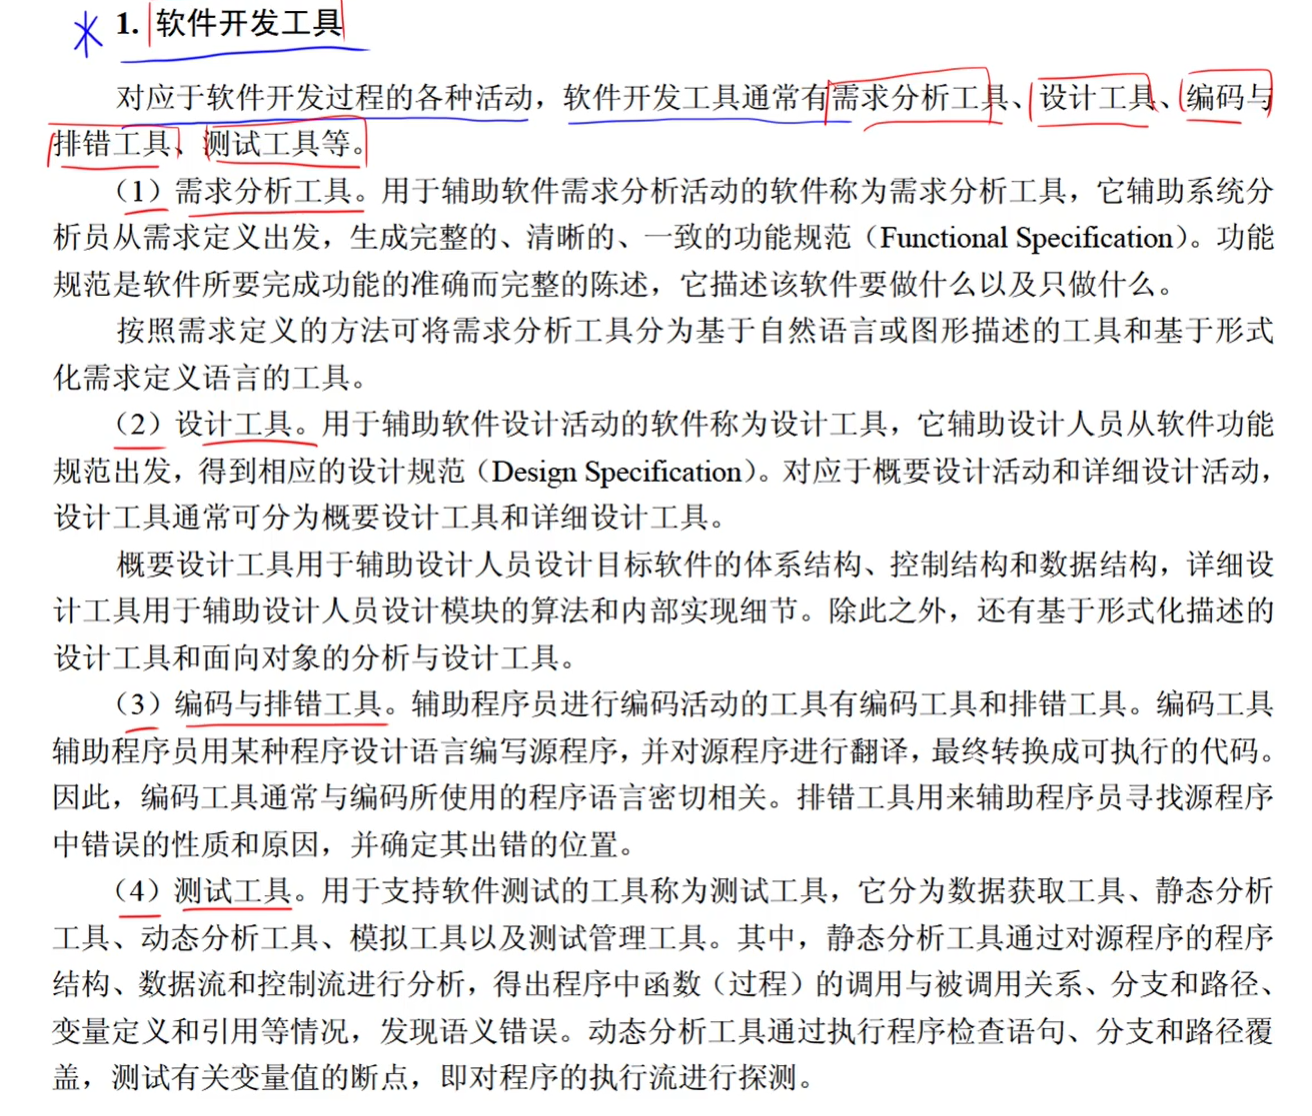 1. 软件开发工具
对应于软件开发过程的各种活动，软件开发工具通常有需求分析工具、设计工具、编码与
排错工具、测试工具等。
（1）需求分析工具。用于辅助软件需求分析活动的软件称为需求分析工具，它辅助系统分
析员从需求定义出发，生成完整的、清晰的、一致的功能规范（Functional Specification）。功能
规范是软件所要完成功能的准确而完整的陈述，它描述该软件要做什么以及只做什么。
按照需求定义的方法可将需求分析工具分为基于自然语言或图形描述的工具和基于形式
化需求定义语言的工具。
（2）设计工具。用于辅助软件设计活动的软件称为设计工具，它辅助设计人员从软件功能
规范出发，得到相应的设计规范（Design Specification）。对应于概要设计活动和详细设计活动，
设计工具通常可分为概要设计工具和详细设计工具。
概要设计工具用于辅助设计人员设计目标软件的体系结构、控制结构和数据结构，详细设
计工具用于辅助设计人员设计模块的算法和内部实现细节。除此之外，还有基于形式化描述的
设计工具和面向对象的分析与设计工具。
（3）编码与排错工具。辅助程序员进行编码活动的工具有编码工具和排错工具。编码工具
辅助程序员用某种程序设计语言编写源程序，并对源程序进行翻译，最终转换成可执行的代码。
因此，编码工具通常与编码所使用的程序语言密切相关。排错工具用来辅助程序员寻找源程序
中错误的性质和原因，并确定其出错的位置。
（4）测试工具。用于支持软件测试的工具称为测试工具，它分为数据获取工具、静态分析
工具、动态分析工具、模拟工具以及测试管理工具。其中，静态分析工具通过对源程序的程序
结构、数据流和控制流进行分析，得出程序中函数（过程）的调用与被调用关系、分支和路径、
变量定义和引用等情况，发现语义错误。动态分析工具通过执行程序检查语句、分支和路径覆
盖，测试有关变量值的断点，即对程序的执行流进行探测。